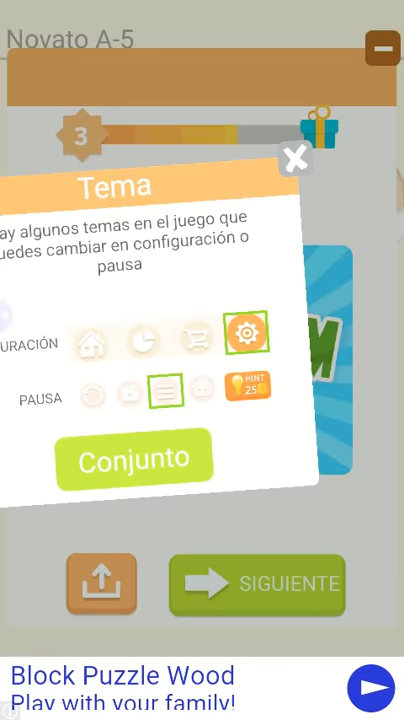 Novato A-5
3
Tema
ay algunos temas en el juego que
uedes cambiar en configuración o
pausa
URACIÓN
PAUSA
HINT
25
Conjunto
SIGUIENTE
Block Puzzle Wood
Play with your family!